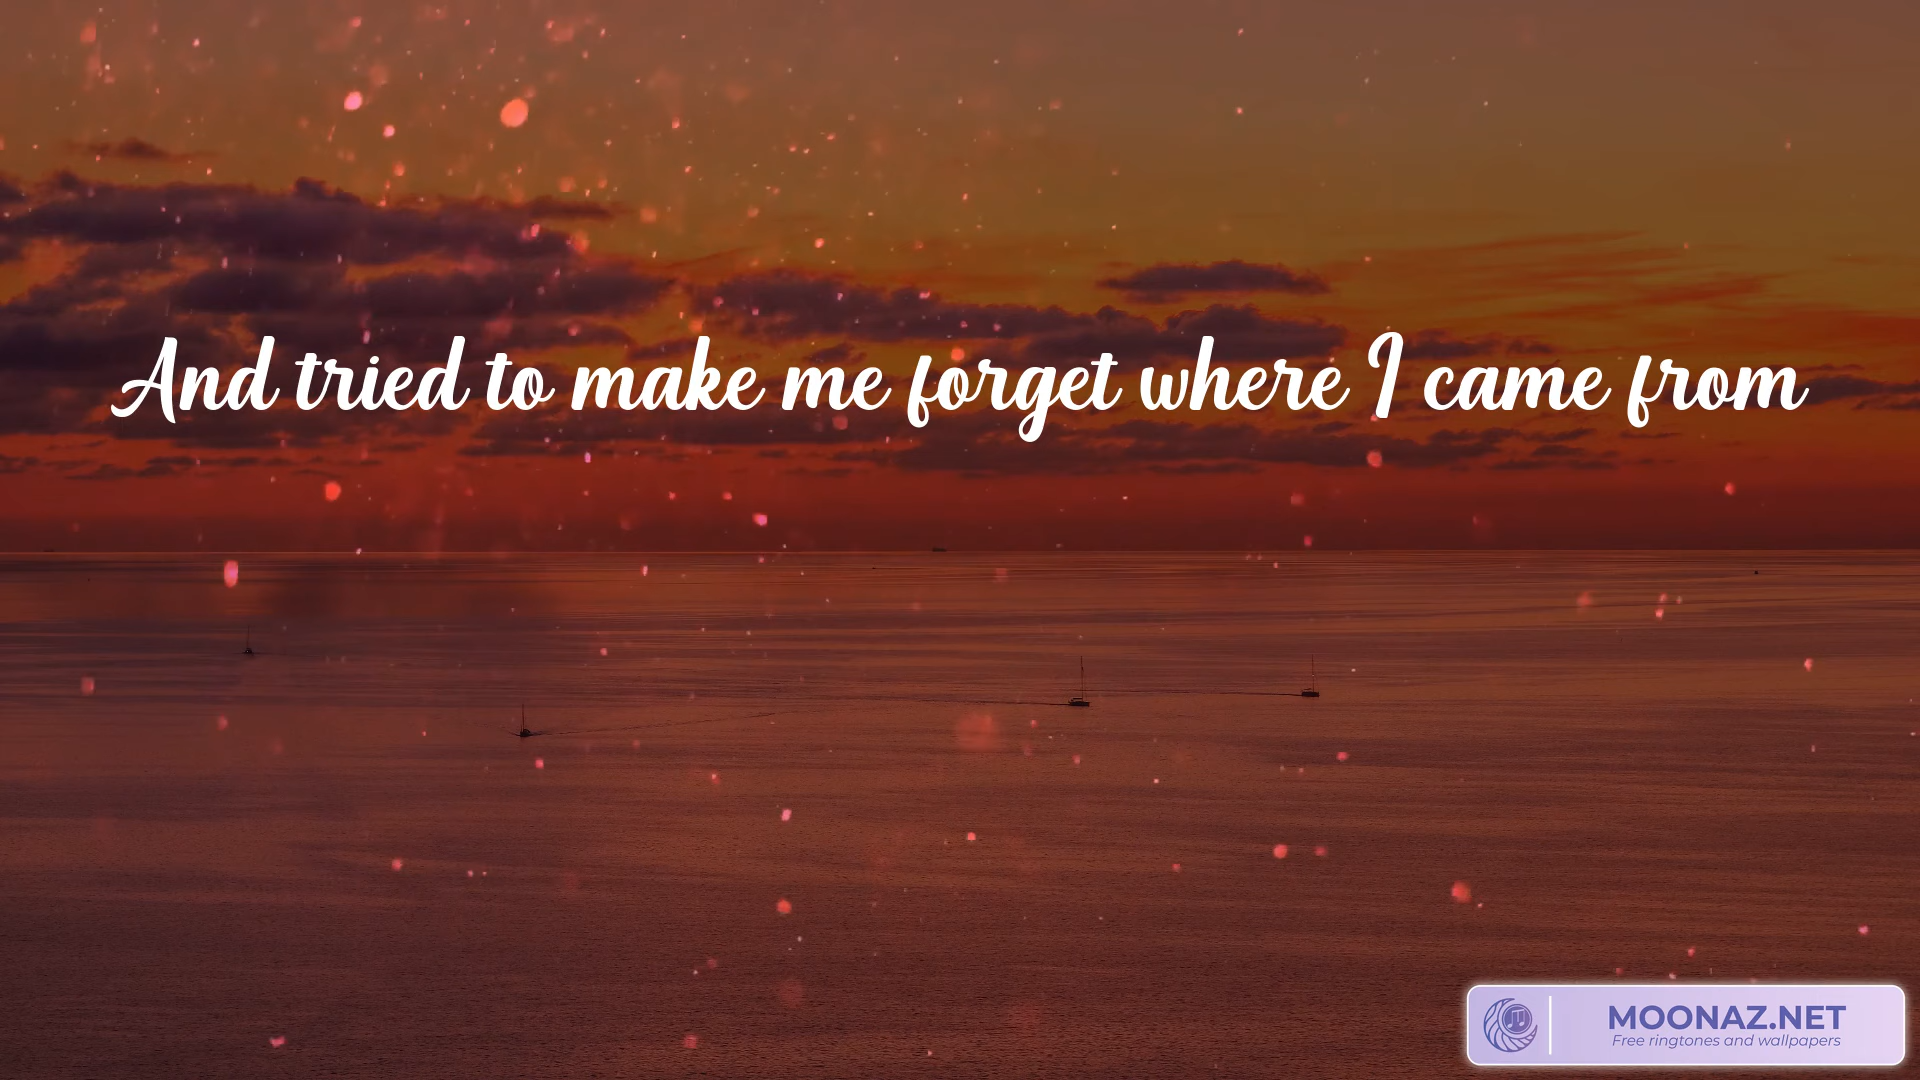 And tried to make me forget where I came from
MOONAZ.NET
Free ringtones and wallpapers